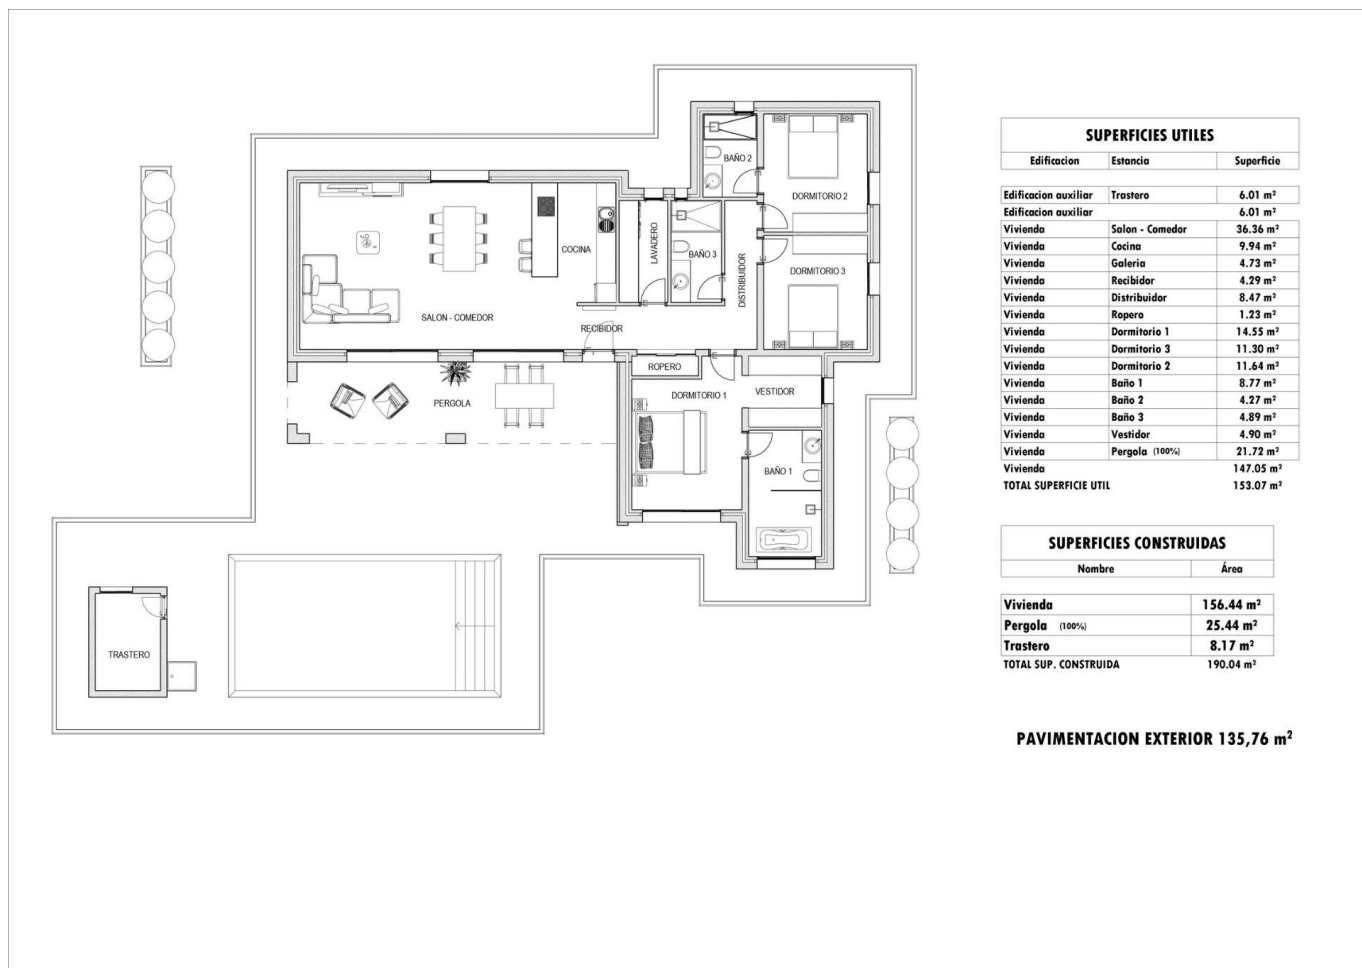 BAÑO 2
DORMITORIO 2
COCINA
LAVADERO
BAÑO 3
DISTRIBUIDOR
DORMITORIO 3
SALON - COMEDOR
RECIBIDOR
ROPERO
DORMITORIO 1
VESTIDOR
PERGOLA
BAÑO 1
TRASTERO
SUPERFICIES UTILES
Edificacion Estancia Superficie
Edificacion auxiliar Trastero 6.01 m²
Edificacion auxiliar 6.01 m²
Vivienda Salon - Comedor 36.36 m²
Vivienda Cocina 9.94 m²
Vivienda Galeria 4.73 m²
Vivienda Recibidor 4.29 m²
Vivienda Distribuidor 8.47 m²
Vivienda Ropero 1.23 m²
Vivienda Dormitorio 1 14.55 m²
Vivienda Dormitorio 3 11.30 m²
Vivienda Dormitorio 2 11.64 m²
Vivienda Baño 1 8.77 m²
Vivienda Baño 2 4.27 m²
Vivienda Baño 3 4.89 m²
Vivienda Vestidor 4.90 m²
Vivienda Pergola (100%) 21.72 m²
Vivienda 147.05 m²
TOTAL SUPERFICIE UTIL 153.07 m²
SUPERFICIES CONSTRUIDAS
Nombre Área
Vivienda 156.44 m²
Pergola (100%) 25.44 m²
Trastero 8.17 m²
TOTAL SUP. CONSTRUIDA 190.04 m²
PAVIMENTACION EXTERIOR 135,76 m²